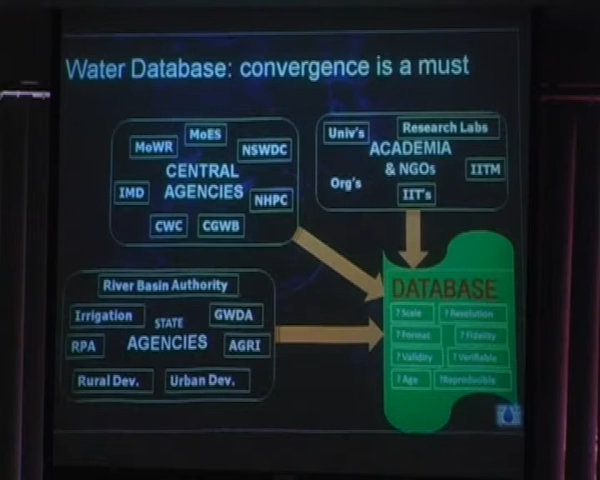 Water Database: convergence is a must
MoES
MoWR
NSWDC
CENTRAL
AGENCIES
IMD
NHPC
CWC
CGWB
Univ's
Research Labs
ACADEMIA
& NGOs
IITM
Org's
IIT's
River Basin Authority
Irrigation
STATE
GWDA
RPA
AGENCIES
AGRI
Rural Dev.
Urban Dev.
DATABASE
? Scale
? Resolution
? Format
? Fidelity
? Validity
? Verifiable
? Age
?Reproducible